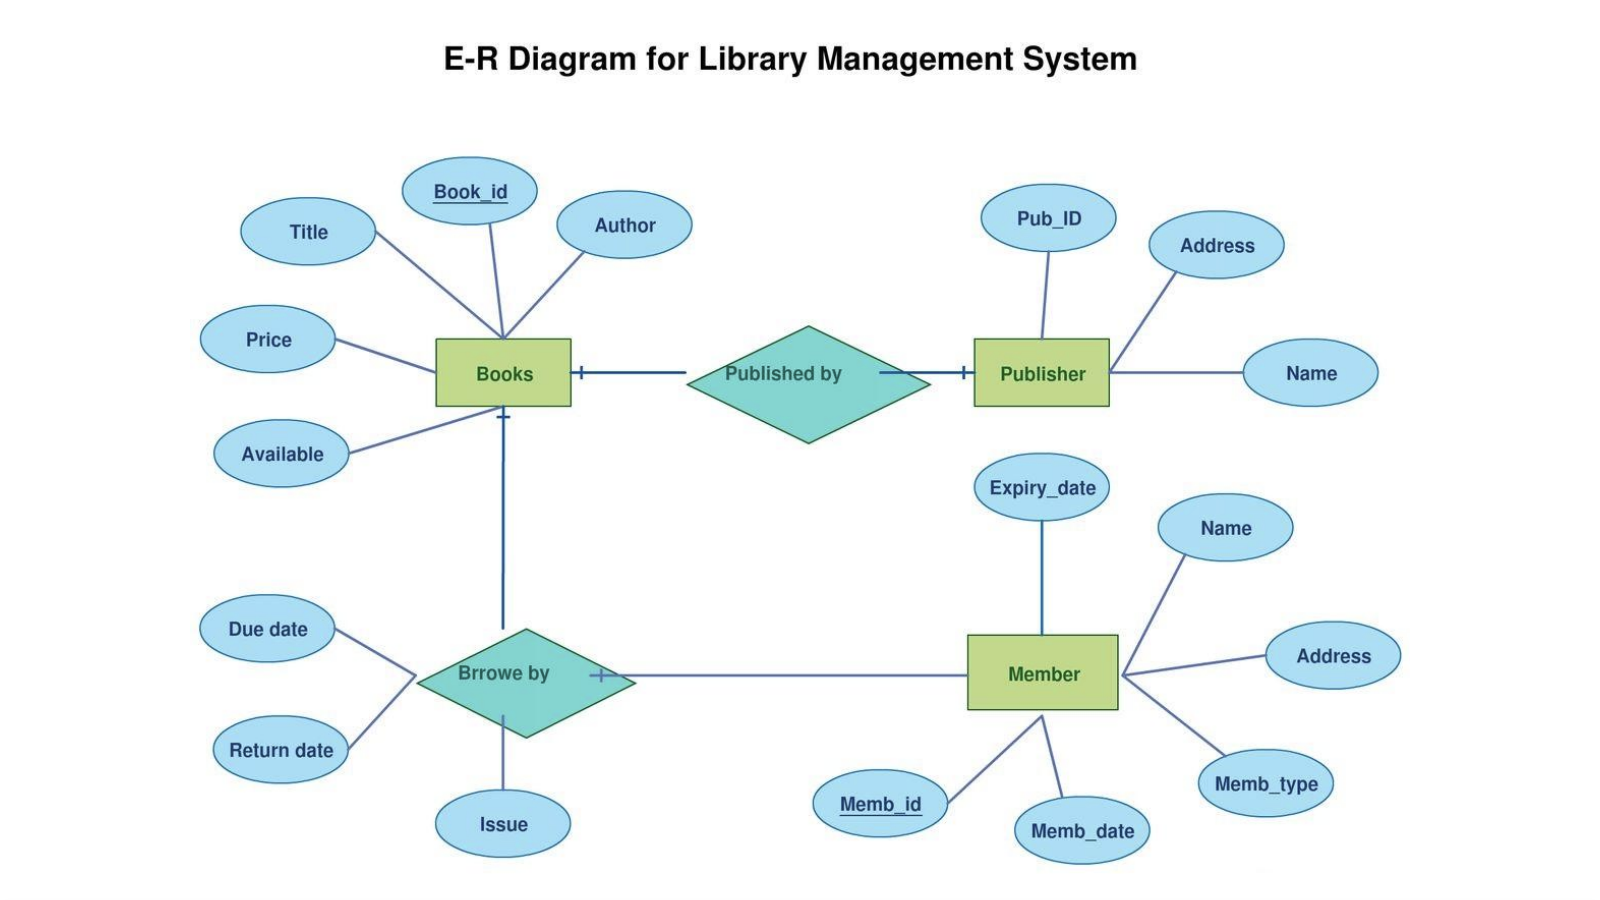 E-R Diagram for Library Management System
Book_id
Title
Author
Pub_ID
Address
Price
Books
Published by
Publisher
Name
Available
Expiry_date
Name
Due date
Address
Brrowe by
Member
Return date
Memb_type
Memb_id
Issue
Memb_date